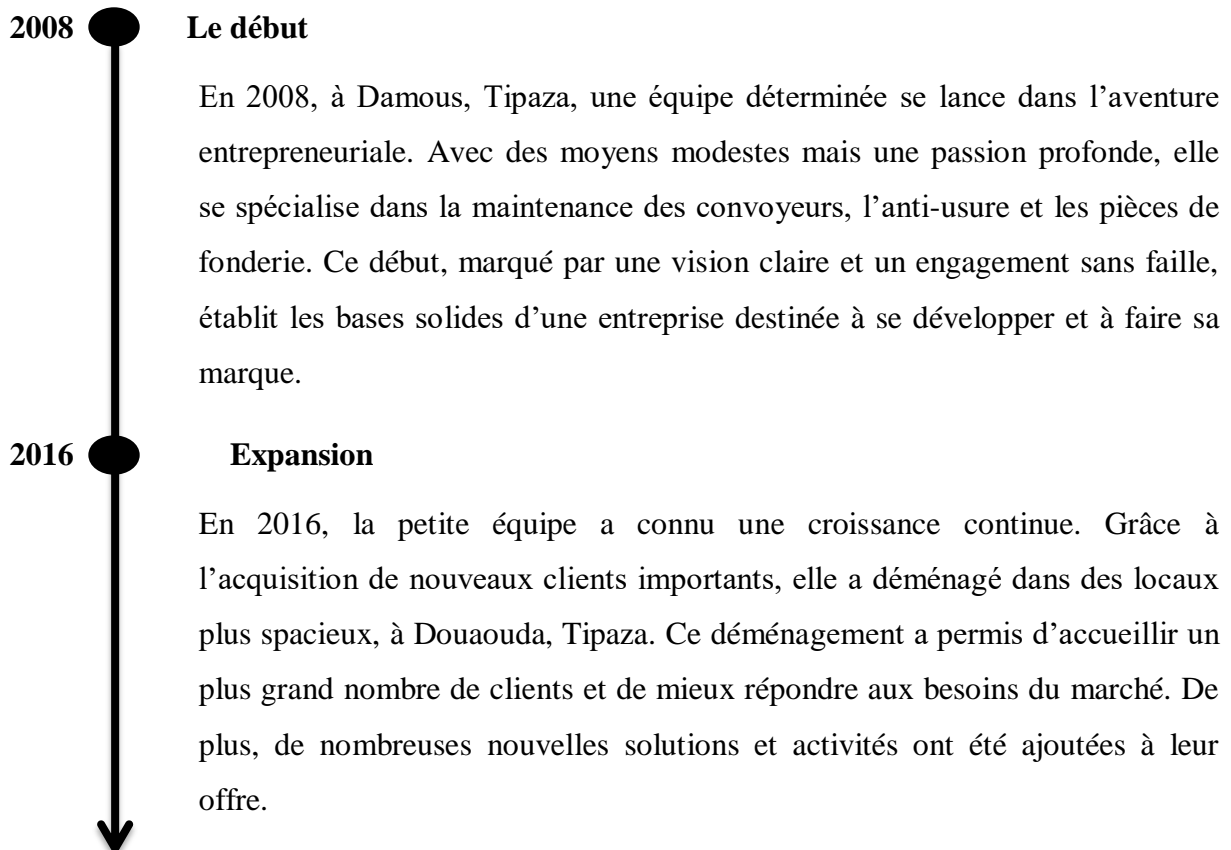 2008 Le début
En 2008, à Damous, Tipaza, une équipe déterminée se lance dans l’aventure
entrepreneuriale. Avec des moyens modestes mais une passion profonde, elle
se spécialise dans la maintenance des convoyeurs, l’anti-usure et les pièces de
fonderie. Ce début, marqué par une vision claire et un engagement sans faille,
établit les bases solides d’une entreprise destinée à se développer et à faire sa
marque.
2016 Expansion
En 2016, la petite équipe a connu une croissance continue. Grâce à
l’acquisition de nouveaux clients importants, elle a déménagé dans des locaux
plus spacieux, à Douaouda, Tipaza. Ce déménagement a permis d’accueillir un
plus grand nombre de clients et de mieux répondre aux besoins du marché. De
plus, de nombreuses nouvelles solutions et activités ont été ajoutées à leur
offre.